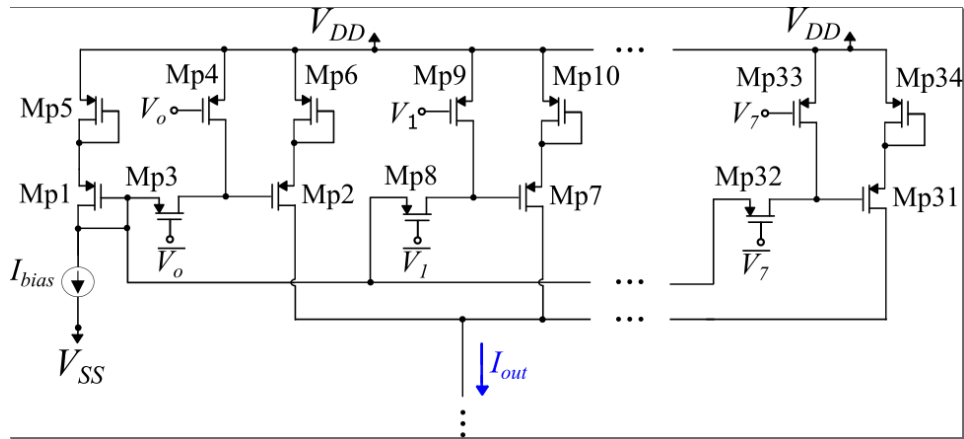 V_DD
V_DD
Mp4
Mp6
Mp9
Mp10
Mp33
Mp34
Mp5
V_o
V_1
V_7
Mp1
Mp3
Mp2
Mp8
Mp7
Mp32
Mp31
V̅_o
V̅_1
V̅_7
I_bias
...
...
...
V_SS
I_out